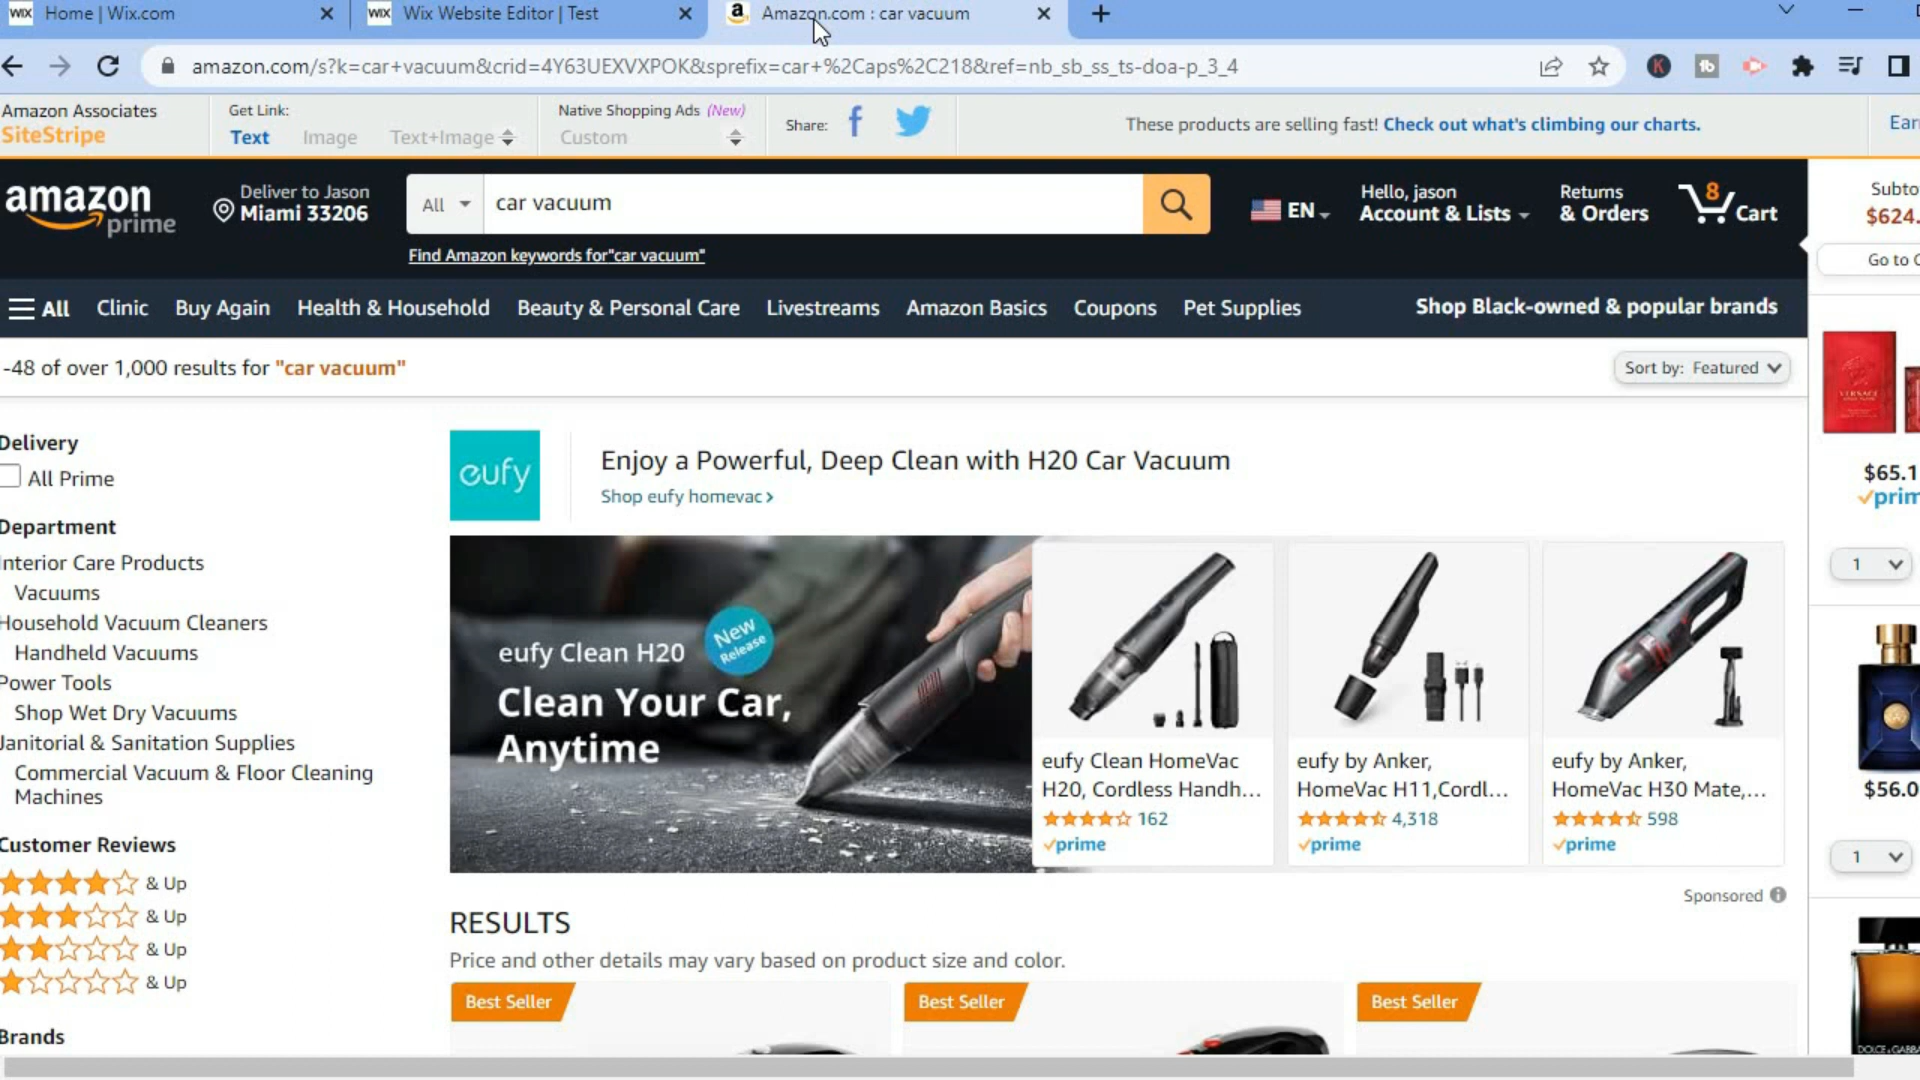 WIX Home | Wix.com
WIX Wix Website Editor | Test
Amazon.com : car vacuum
amazon.com/s?k=car+vacuum&crid=4Y63UEXVXPOK&sprefix=car+%2Caps%2C218&ref=nb_sb_ss_ts-doa-p_3_4
Amazon Associates
SiteStripe
Get Link:
Text Image Text+Image
Native Shopping Ads (New)
Custom
Share:
These products are selling fast! Check out what's climbing our charts.
Ear
amazon
prime
Deliver to Jason
Miami 33206
All
car vacuum
Find Amazon keywords for"car vacuum"
EN
Hello, jason
Account & Lists
Returns
& Orders
8
Cart
Subto
$624.
Go to C
All Clinic Buy Again Health & Household Beauty & Personal Care Livestreams Amazon Basics Coupons Pet Supplies
Shop Black-owned & popular brands
-48 of over 1,000 results for "car vacuum"
Sort by: Featured
Delivery
All Prime
Department
nterior Care Products
Vacuums
Household Vacuum Cleaners
Handheld Vacuums
Power Tools
Shop Wet Dry Vacuums
Janitorial & Sanitation Supplies
Commercial Vacuum & Floor Cleaning
Machines
Customer Reviews
& Up
& Up
& Up
& Up
Brands
eufy
Enjoy a Powerful, Deep Clean with H20 Car Vacuum
Shop eufy homevac
eufy Clean H20
New
Release
Clean Your Car,
Anytime
eufy Clean HomeVac
H20, Cordless Handh...
162
prime
eufy by Anker,
HomeVac H11,Cordl...
4,318
prime
eufy by Anker,
HomeVac H30 Mate,...
598
prime
Sponsored
RESULTS
Price and other details may vary based on product size and color.
Best Seller
Best Seller
Best Seller
VERSACE
$65.1
prim
1
$56.0
1
DOLCE&GABBA